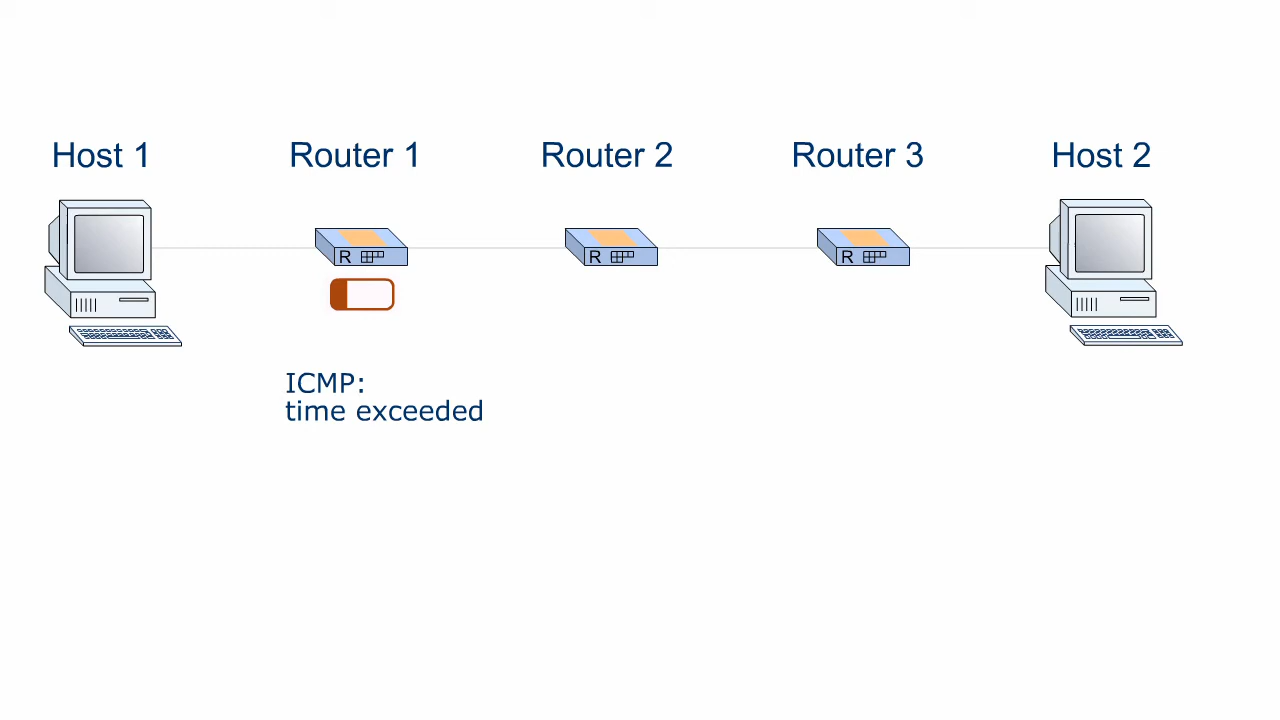 Host 1
Router 1
Router 2
Router 3
Host 2
R
R
R
ICMP:
time exceeded